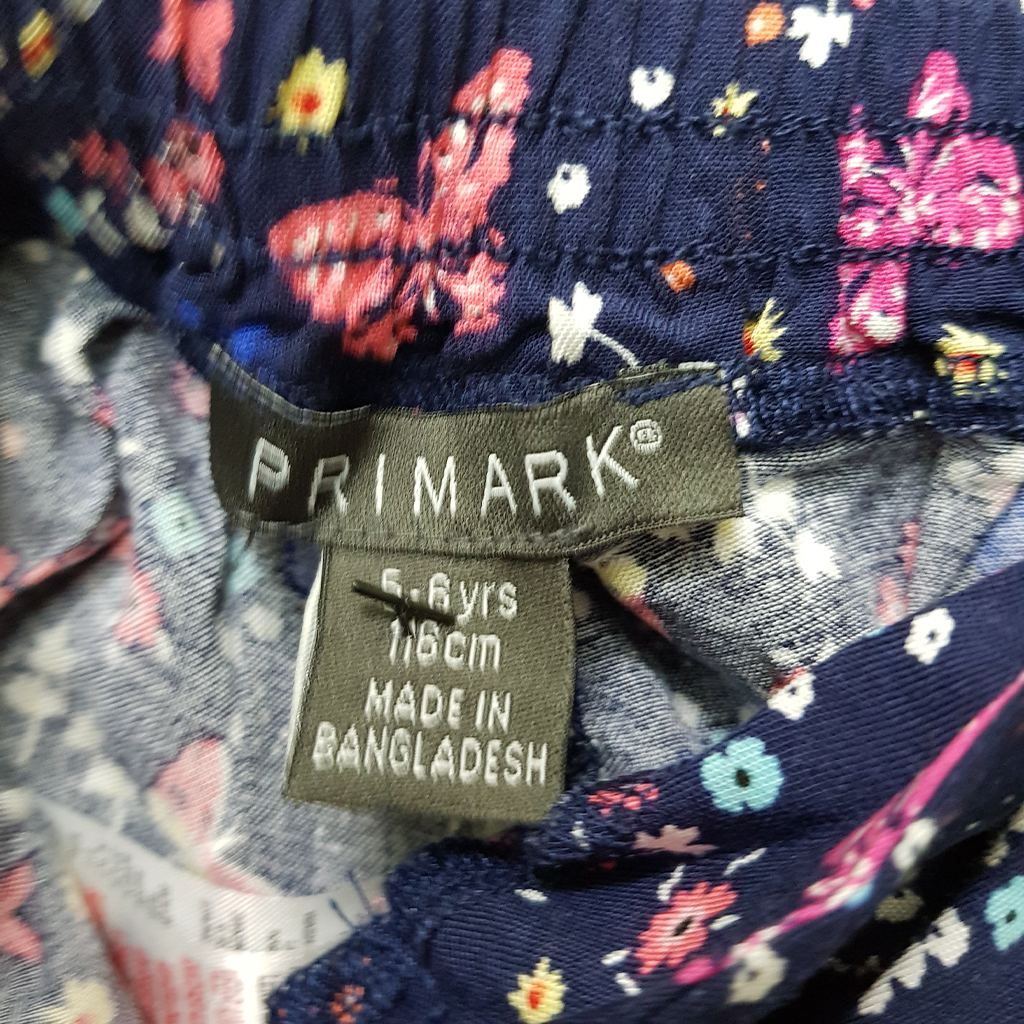 PRIMARK®
5-6yrs
116cm
MADE IN
BANGLADESH